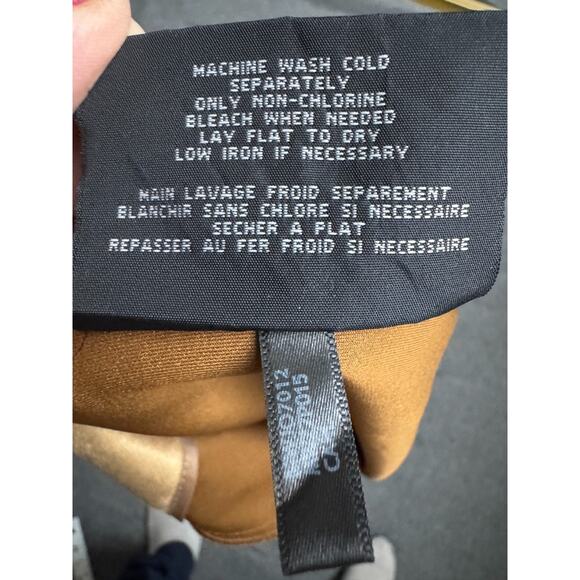 MACHINE WASH COLD
SEPARATELY
ONLY NON-CHLORINE
BLEACH WHEN NEEDED
LAY FLAT TO DRY
LOW IRON IF NECESSARY
MAIN LAVAGE FROID SEPAREMENT
BLANCHIR SANS CHLORE SI NECESSAIRE
SECHER A PLAT
REPASSER AU FER FROID SI NECESSAIRE